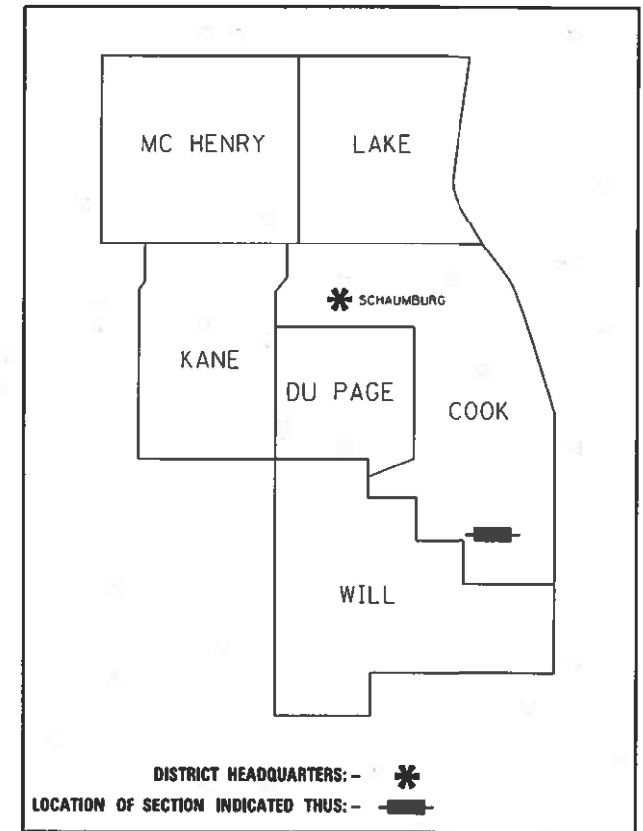 MC HENRY
LAKE
SCHAUMBURG
KANE
DU PAGE
COOK
WILL
DISTRICT HEADQUARTERS: -
LOCATION OF SECTION INDICATED THUS: -